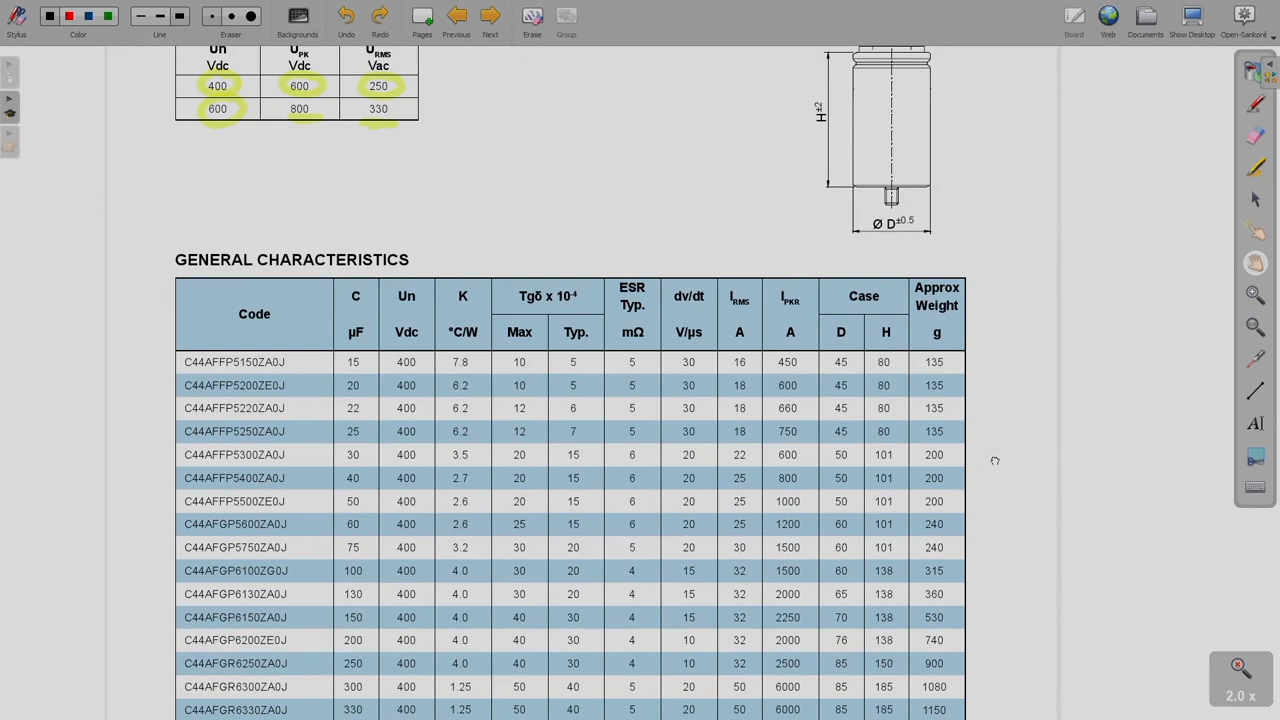 Stylus Color Line Eraser Backgrounds Undo Redo Pages Previous Next Erase Group Board Web Documents Show Desktop Open-Sankoré
Un UPK URMS
Vdc Vdc Vac
400 600 250
600 800 330
H±2
Ø D±0.5
GENERAL CHARACTERISTICS
Code C Un K Tgδ x 10-4 ESR Typ. dv/dt IRMS IPKR Case Approx Weight
µF Vdc °C/W Max Typ. mΩ V/µs A A D H g
C44AFFP5150ZA0J 15 400 7.8 10 5 5 30 16 450 45 80 135
C44AFFP5200ZE0J 20 400 6.2 10 5 5 30 18 600 45 80 135
C44AFFP5220ZA0J 22 400 6.2 12 6 5 30 18 660 45 80 135
C44AFFP5250ZA0J 25 400 6.2 12 7 5 30 18 750 45 80 135
C44AFFP5300ZA0J 30 400 3.5 20 15 6 20 22 600 50 101 200
C44AFFP5400ZA0J 40 400 2.7 20 15 6 20 25 800 50 101 200
C44AFFP5500ZE0J 50 400 2.6 20 15 6 20 25 1000 50 101 200
C44AFGP5600ZA0J 60 400 2.6 25 15 6 20 25 1200 60 101 240
C44AFGP5750ZA0J 75 400 3.2 30 20 5 20 30 1500 60 101 240
C44AFGP6100ZG0J 100 400 4.0 30 20 4 15 32 1500 60 138 315
C44AFGP6130ZA0J 130 400 4.0 30 20 4 15 32 2000 65 138 360
C44AFGP6150ZA0J 150 400 4.0 40 30 4 15 32 2250 70 138 530
C44AFGP6200ZE0J 200 400 4.0 40 30 4 10 32 2000 76 138 740
C44AFGR6250ZA0J 250 400 4.0 40 30 4 10 32 2500 85 150 900
C44AFGR6300ZA0J 300 400 1.25 50 40 5 20 50 6000 85 185 1080
C44AFGR6330ZA0J 330 400 1.25 50 40 5 20 50 6000 85 185 1150
AI
2.0 x